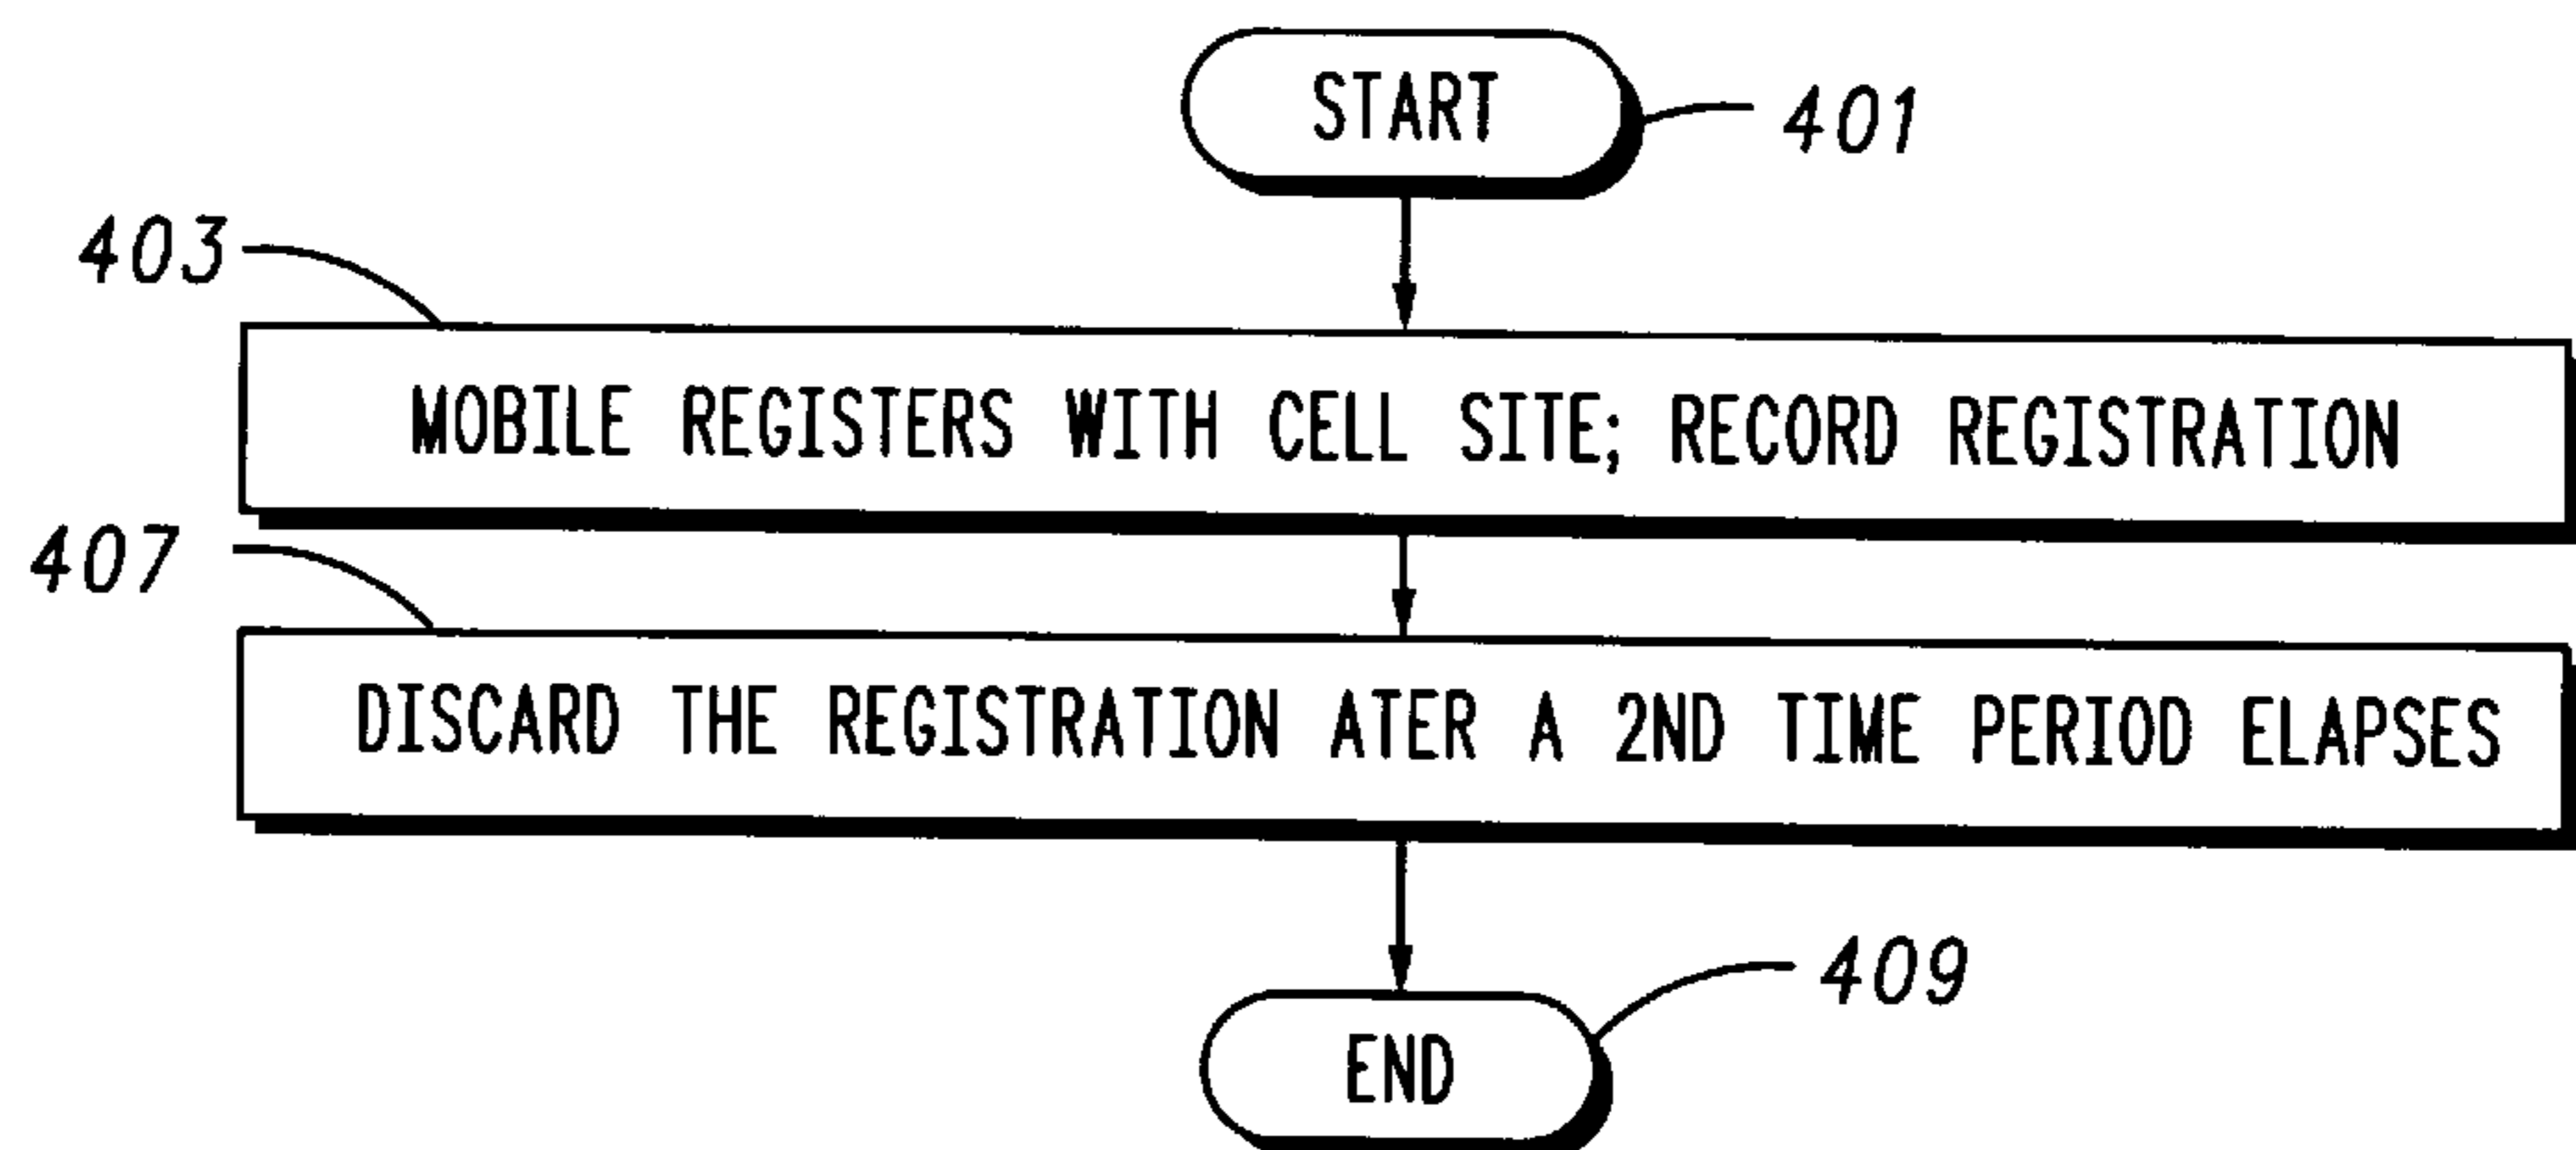 START
401
403
MOBILE REGISTERS WITH CELL SITE; RECORD REGISTRATION
407
DISCARD THE REGISTRATION ATER A 2ND TIME PERIOD ELAPSES
409
END